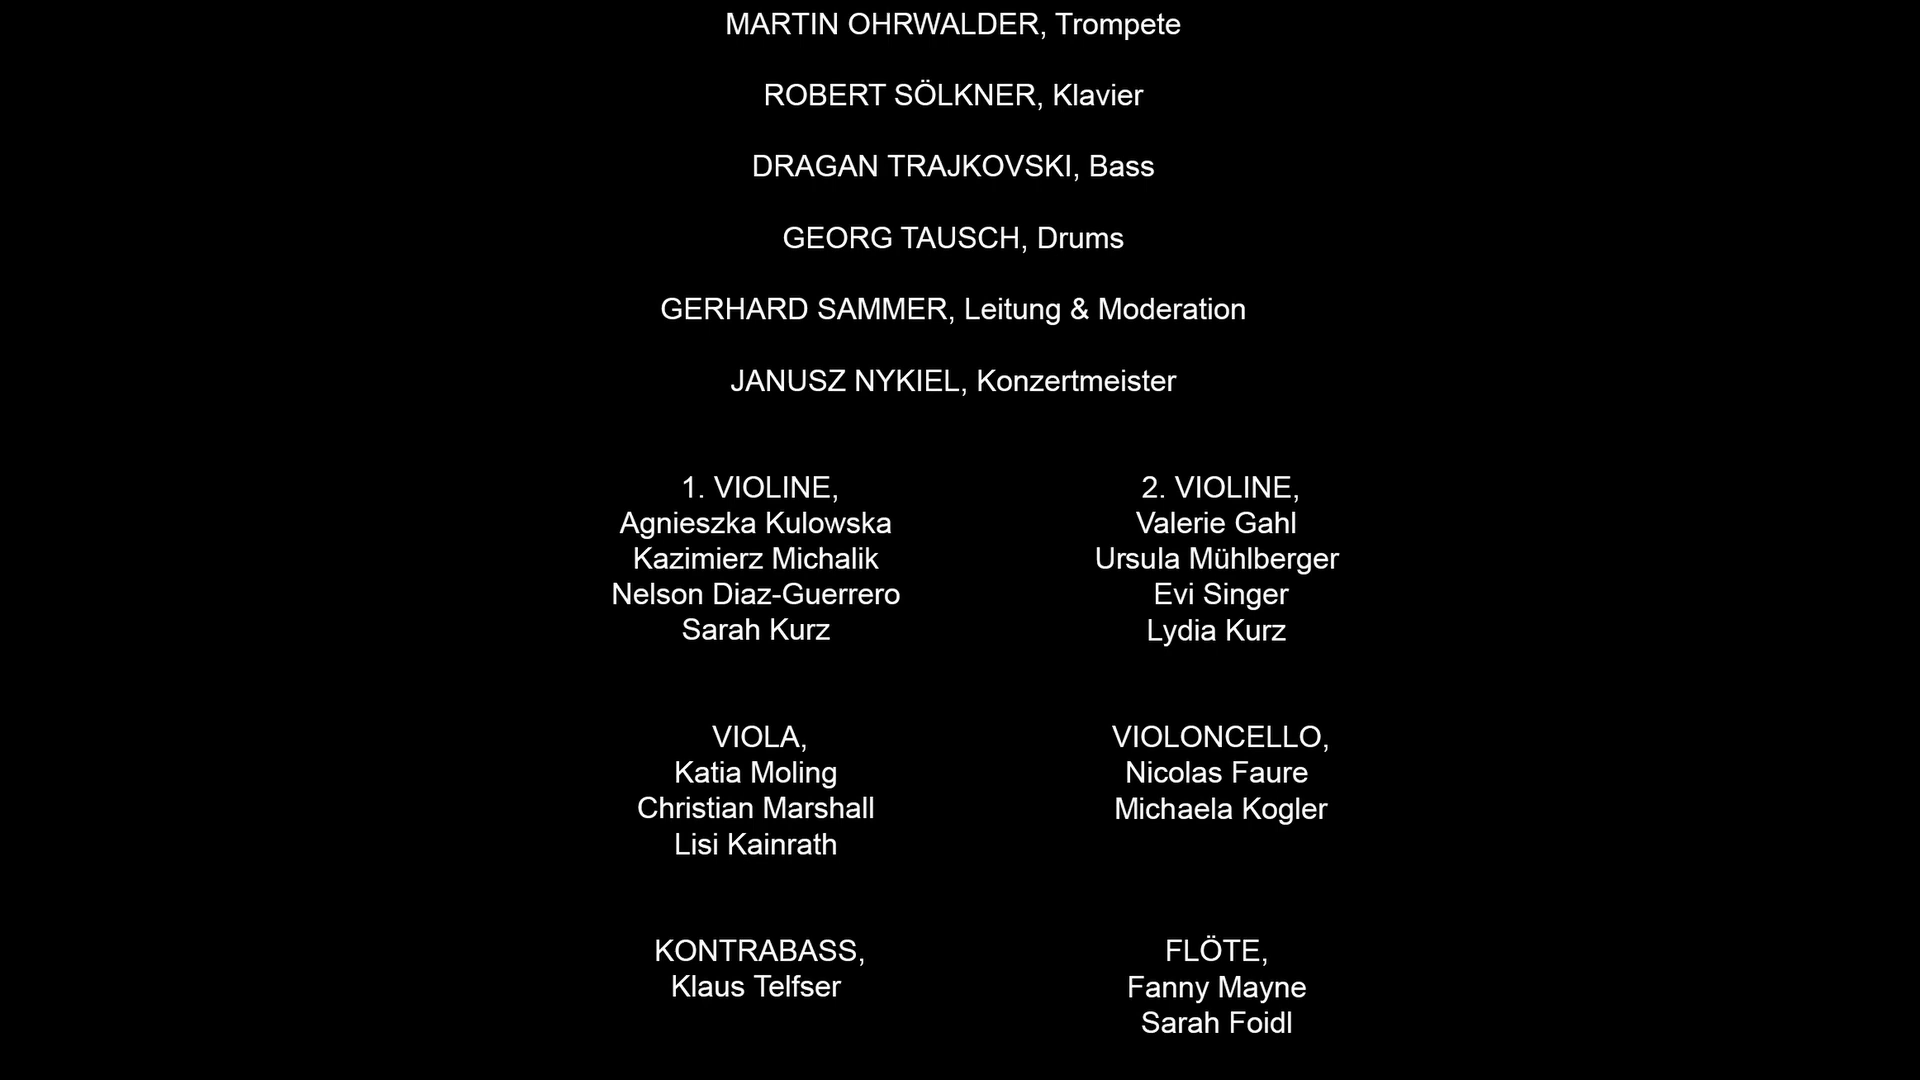 MARTIN OHRWALDER, Trompete
ROBERT SÖLKNER, Klavier
DRAGAN TRAJKOVSKI, Bass
GEORG TAUSCH, Drums
GERHARD SAMMER, Leitung & Moderation
JANUSZ NYKIEL, Konzertmeister
1. VIOLINE,
Agnieszka Kulowska
Kazimierz Michalik
Nelson Diaz-Guerrero
Sarah Kurz
2. VIOLINE,
Valerie Gahl
Ursula Mühlberger
Evi Singer
Lydia Kurz
VIOLA,
Katia Moling
Christian Marshall
Lisi Kainrath
VIOLONCELLO,
Nicolas Faure
Michaela Kogler
KONTRABASS,
Klaus Telfser
FLÖTE,
Fanny Mayne
Sarah Foidl